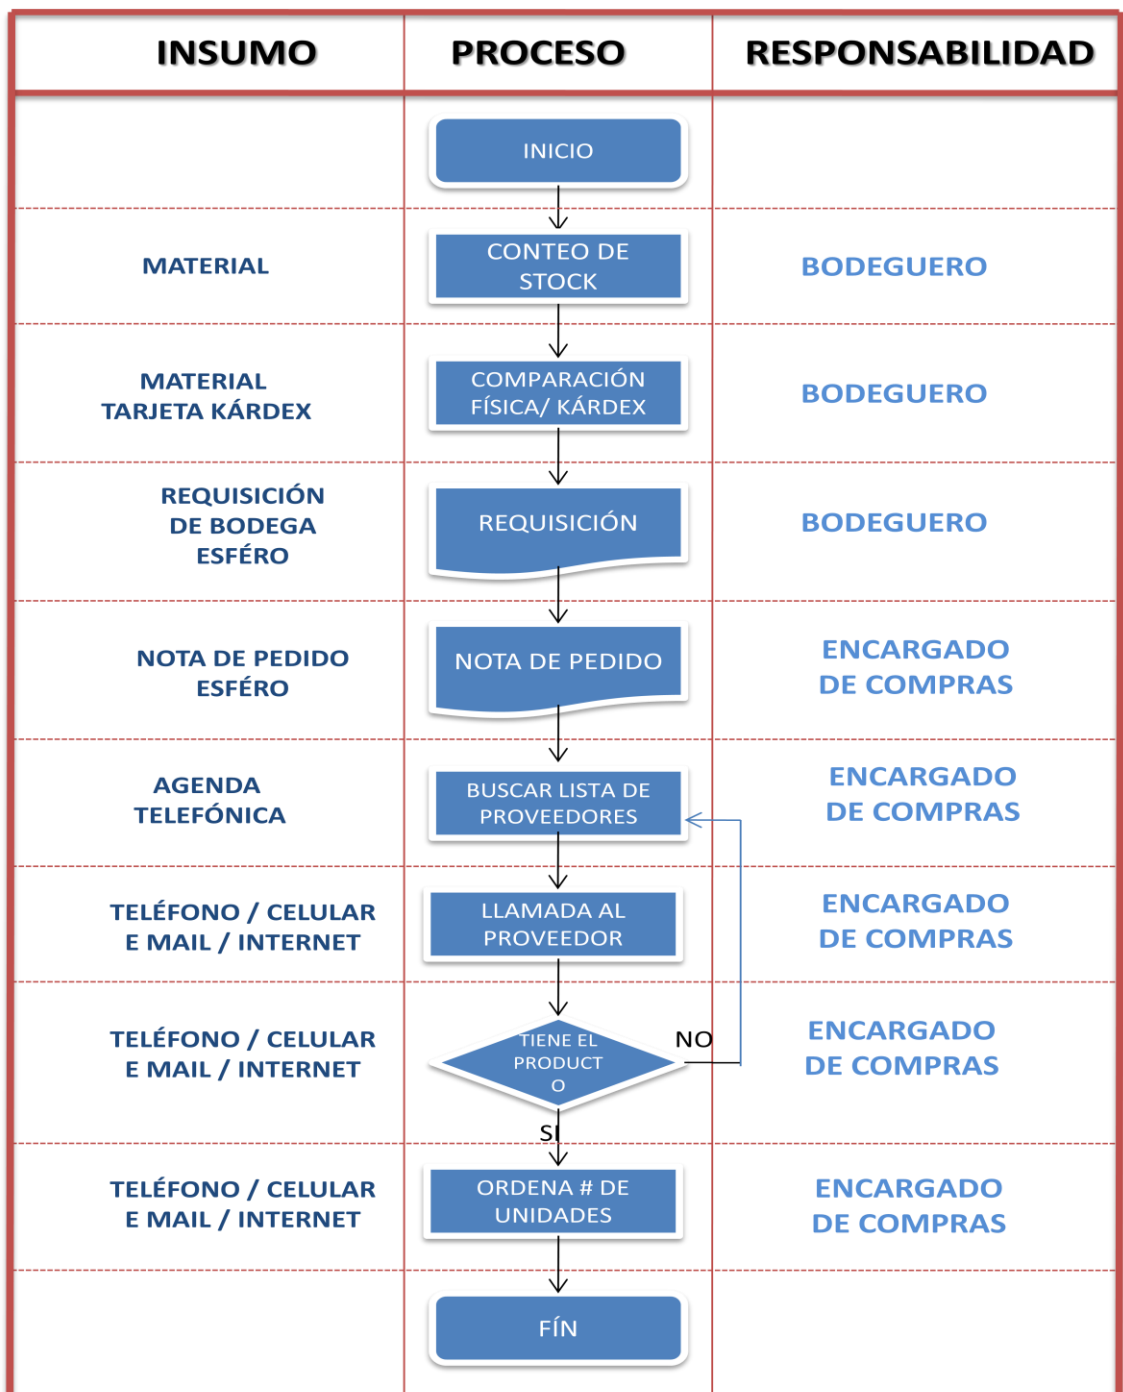 INSUMO
PROCESO
RESPONSABILIDAD
INICIO
MATERIAL
CONTEO DE
STOCK
BODEGUERO
MATERIAL
TARJETA KÁRDEX
COMPARACIÓN
FÍSICA/ KÁRDEX
BODEGUERO
REQUISICIÓN
DE BODEGA
ESFÉRO
REQUISICIÓN
BODEGUERO
NOTA DE PEDIDO
ESFÉRO
NOTA DE PEDIDO
ENCARGADO
DE COMPRAS
AGENDA
TELEFÓNICA
BUSCAR LISTA DE
PROVEEDORES
ENCARGADO
DE COMPRAS
TELÉFONO / CELULAR
E MAIL / INTERNET
LLAMADA AL
PROVEEDOR
ENCARGADO
DE COMPRAS
TELÉFONO / CELULAR
E MAIL / INTERNET
TIENE EL
PRODUCT
O
NO
ENCARGADO
DE COMPRAS
SI
TELÉFONO / CELULAR
E MAIL / INTERNET
ORDENA # DE
UNIDADES
ENCARGADO
DE COMPRAS
FÍN